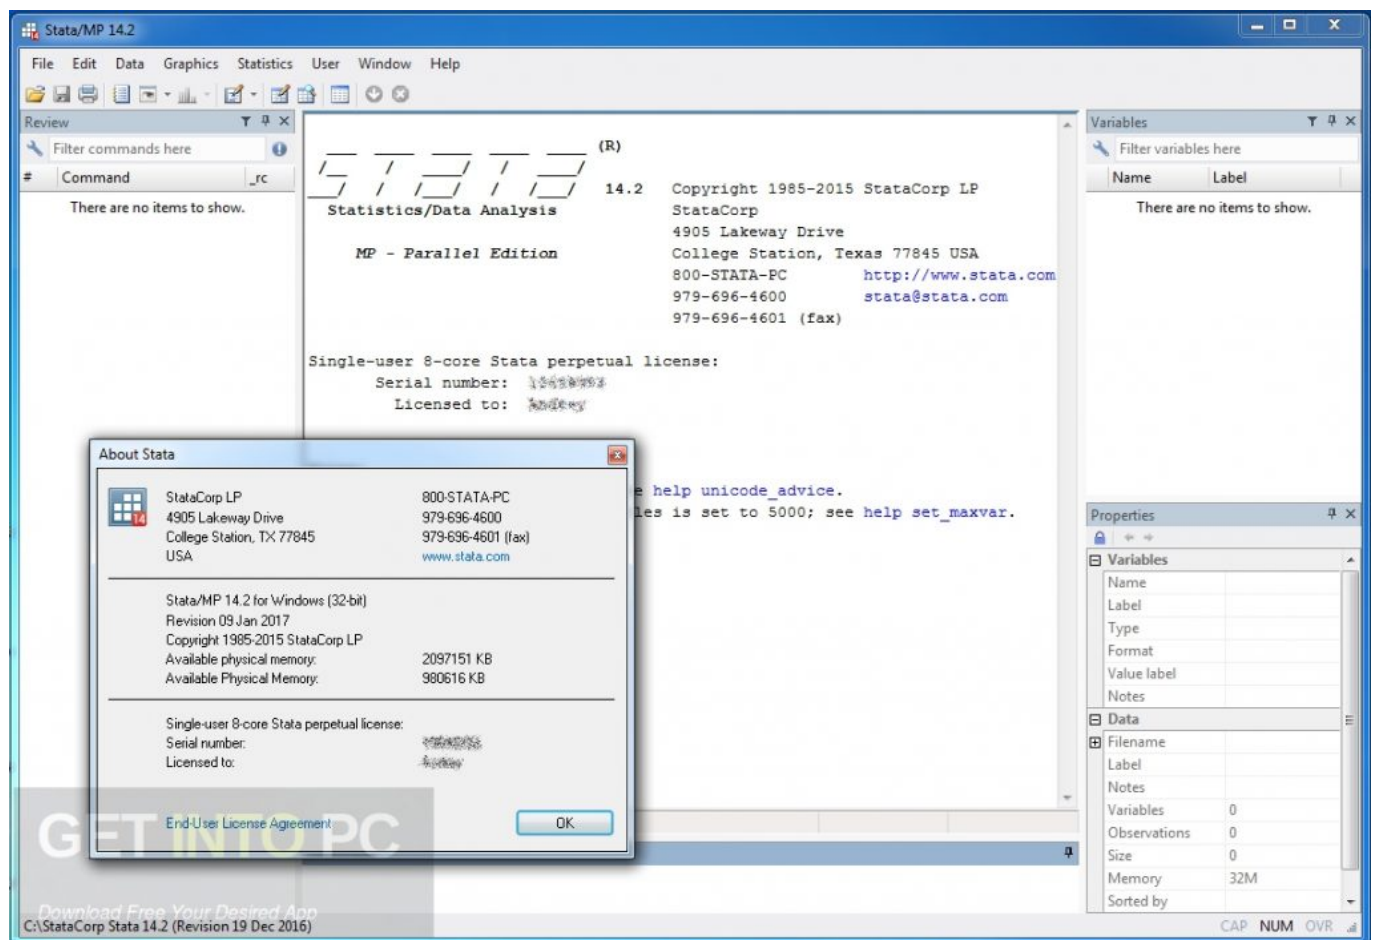 Stata/MP 14.2
File Edit Data Graphics Statistics User Window Help
Review
Filter commands here
# Command _rc
There are no items to show.
(R)
STATA
14.2 Copyright 1985-2015 StataCorp LP
Statistics/Data Analysis StataCorp
4905 Lakeway Drive
MP - Parallel Edition College Station, Texas 77845 USA
800-STATA-PC http://www.stata.com
979-696-4600 stata@stata.com
979-696-4601 (fax)
Single-user 8-core Stata perpetual license:
Serial number:
Licensed to:
e help unicode_advice.
les is set to 5000; see help set_maxvar.
Variables
Filter variables here
Name Label
There are no items to show.
Properties
Variables
Name
Label
Type
Format
Value label
Notes
Data
Filename
Label
Notes
Variables 0
Observations 0
Size 0
Memory 32M
Sorted by
About Stata
14
StataCorp LP 800-STATA-PC
4905 Lakeway Drive 979-696-4600
College Station, TX 77845 979-696-4601 (fax)
USA www.stata.com
Stata/MP 14.2 for Windows (32-bit)
Revision 09 Jan 2017
Copyright 1985-2015 StataCorp LP
Available physical memory: 2097151 KB
Available Physical Memory: 980616 KB
Single-user 8-core Stata perpetual license:
Serial number:
Licensed to:
End-User License Agreement OK
GET INTO PC
Download Free Your Desired App
C:\StataCorp Stata 14.2 (Revision 19 Dec 2016) CAP NUM OVR